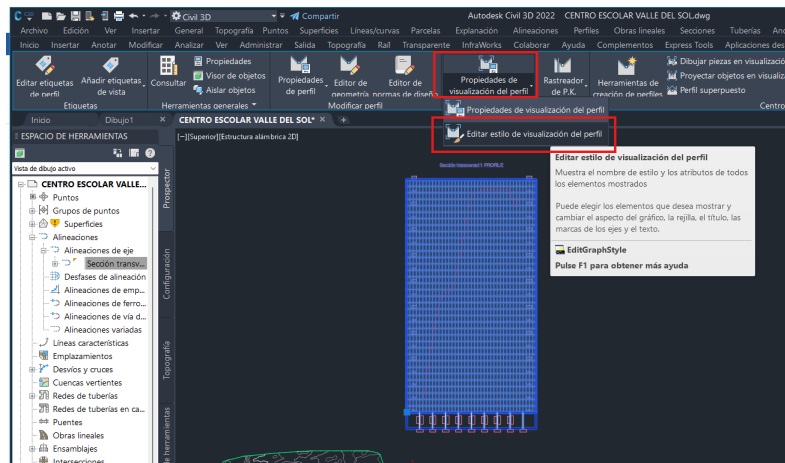 Civil 3D
Compartir
Autodesk Civil 3D 2022 CENTRO ESCOLAR VALLE DEL SOL.dwg
Archivo Edición Ver Insertar General Topografía Puntos Superficies Líneas/curvas Parcelas Explanación Alineaciones Perfiles Obras lineales Secciones Tuberías
Inicio Insertar Anotar Modificar Analizar Ver Administrar Salida Topografía Rail Transparente InfraWorks Colaborar Ayuda Complementos Express Tools Aplicaciones des
Editar etiquetas de perfil
Añadir etiquetas de vista
Consultar
Propiedades
Visor de objetos
Aislar objetos
Propiedades de perfil
Editor de geometría
Editor de normas de diseño
Propiedades de visualización del perfil
Rastreador de P.K.
Herramientas de creación de perfiles
Dibujar piezas en visualizació
Proyectar objetos en visualiza
Perfil superpuesto
Etiquetas
Herramientas generales
Modificar perfil
Centro
Propiedades de visualización del perfil
Editar estilo de visualización del perfil
Inicio
Dibujo1
CENTRO ESCOLAR VALLE DEL SOL*
ESPACIO DE HERRAMIENTAS
[-][Superior][Estructura alámbrica 2D]
Vista de dibujo activo
CENTRO ESCOLAR VALLE...
Puntos
Grupos de puntos
Superficies
Alineaciones
Alineaciones de eje
Sección transv...
Desfases de alineación
Alineaciones de emp...
Alineaciones de ferro...
Alineaciones de vía d...
Alineaciones variadas
Líneas características
Emplazamientos
Desvíos y cruces
Cuencas vertientes
Redes de tuberías
Redes de tuberías en ca...
Puentes
Obras lineales
Ensamblajes
Intersecciones
Prospector
Configuración
Topografía
de herramientas
Sección transversal 1 PROFILE
Editar estilo de visualización del perfil
Muestra el nombre de estilo y los atributos de todos
los elementos mostrados
Puede elegir los elementos que desea mostrar y
cambiar el aspecto del gráfico, la rejilla, el título, las
marcas de los ejes y el texto.
EditGraphStyle
Pulse F1 para obtener más ayuda